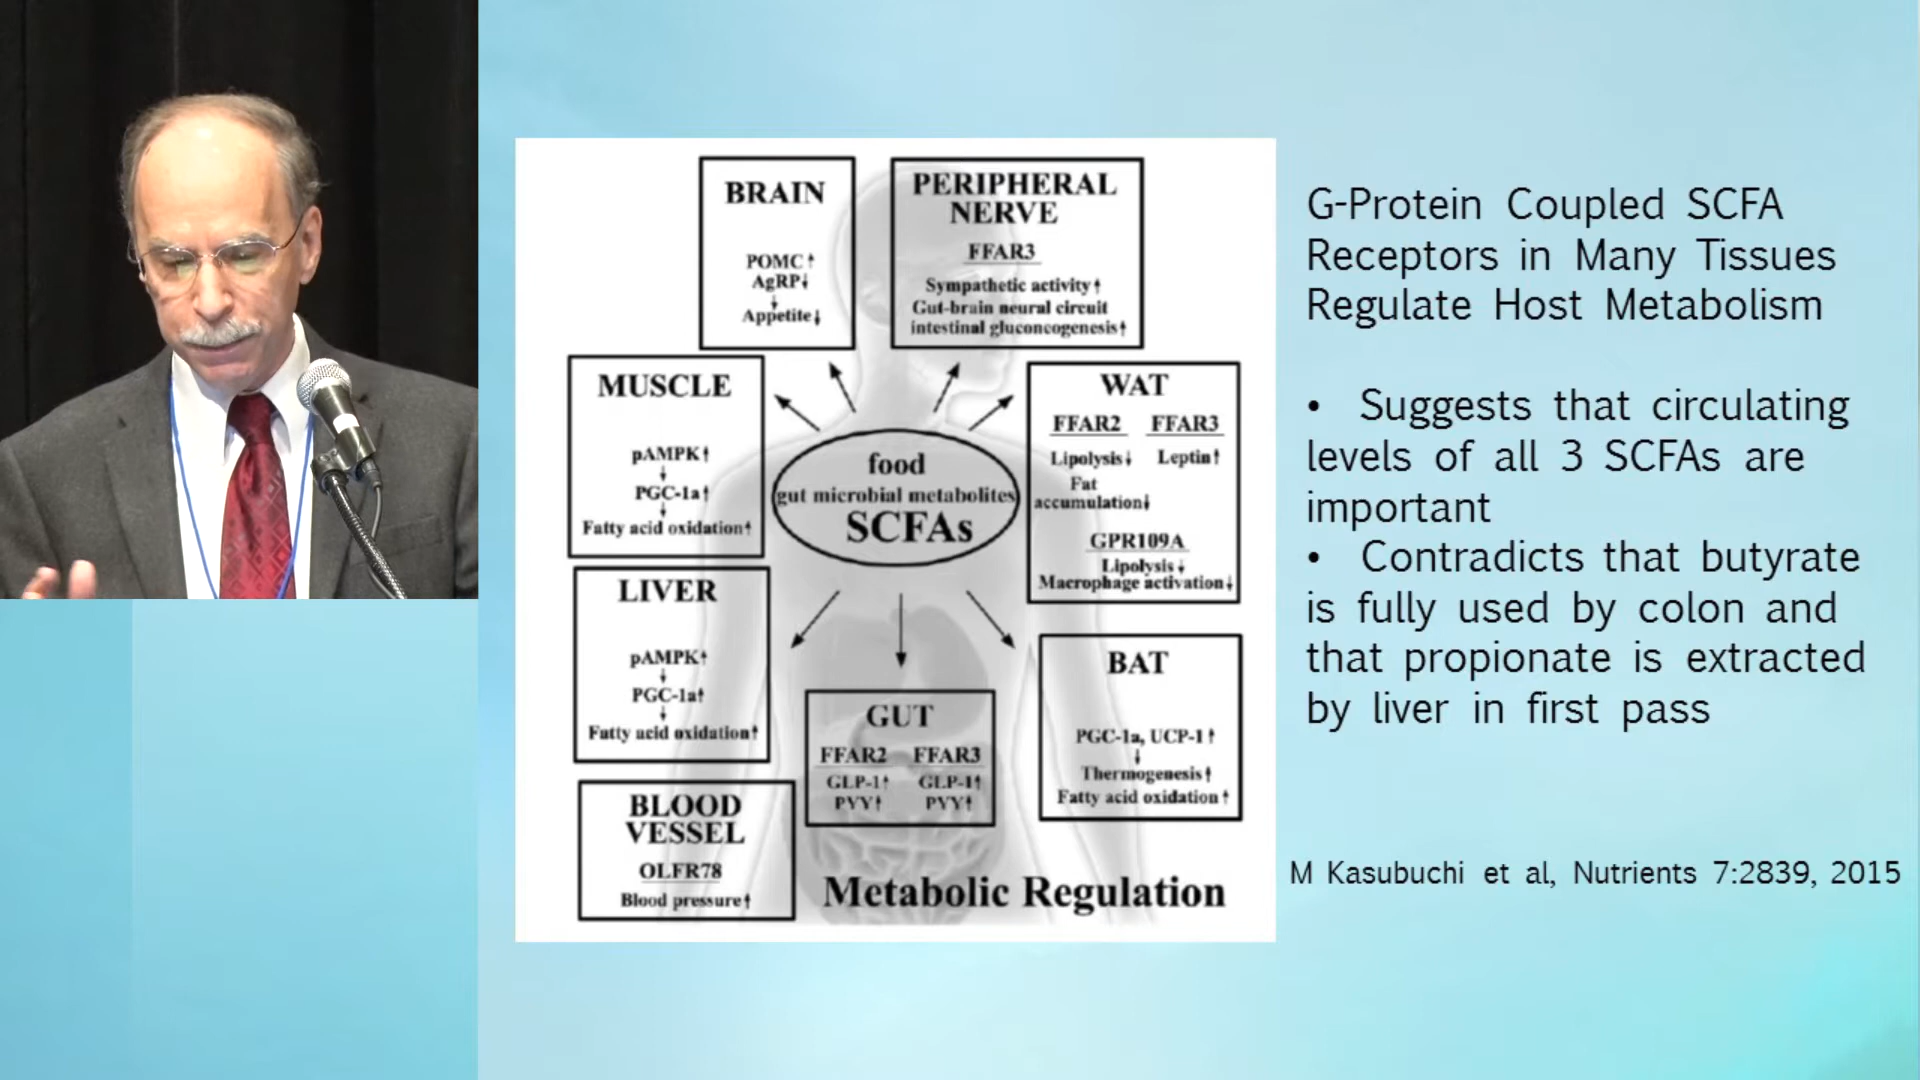 BRAIN
POMC↑
AgRP↓
↓
Appetite↓
PERIPHERAL
NERVE
FFAR3
Sympathetic activity↑
Gut-brain neural circuit
intestinal gluconcogenesis↑
MUSCLE
pAMPK↑
↓
PGC-1a↑
↓
Fatty acid oxidation↑
food
gut microbial metabolites
SCFAs
WAT
FFAR2 FFAR3
Lipolysis↓ Leptin↑
Fat
accumulation↓
GPR109A
Lipolysis↓
Macrophage activation↓
LIVER
pAMPK↑
↓
PGC-1a↑
↓
Fatty acid oxidation↑
GUT
FFAR2 FFAR3
GLP-1↑ GLP-1↑
PYY↑ PYY↑
BAT
PGC-1a, UCP-1↑
↓
Thermogenesis↑
Fatty acid oxidation↑
BLOOD
VESSEL
OLFR78
Blood pressure↑
Metabolic Regulation
G-Protein Coupled SCFA
Receptors in Many Tissues
Regulate Host Metabolism
• Suggests that circulating
levels of all 3 SCFAs are
important
• Contradicts that butyrate
is fully used by colon and
that propionate is extracted
by liver in first pass
M Kasubuchi et al, Nutrients 7:2839, 2015